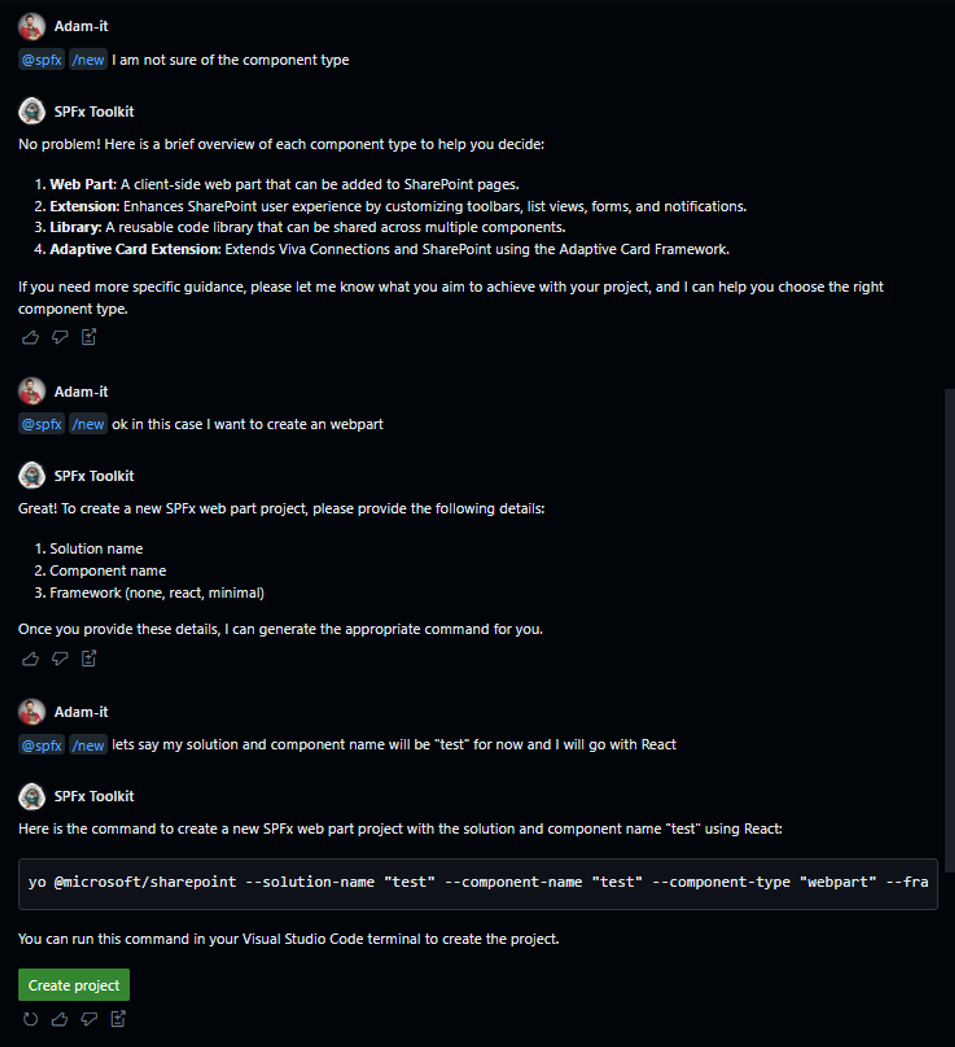 Adam-it
@spfx /new I am not sure of the component type
SPFx Toolkit
No problem! Here is a brief overview of each component type to help you decide:
1. Web Part: A client-side web part that can be added to SharePoint pages.
2. Extension: Enhances SharePoint user experience by customizing toolbars, list views, forms, and notifications.
3. Library: A reusable code library that can be shared across multiple components.
4. Adaptive Card Extension: Extends Viva Connections and SharePoint using the Adaptive Card Framework.
If you need more specific guidance, please let me know what you aim to achieve with your project, and I can help you choose the right
component type.
Adam-it
@spfx /new ok in this case I want to create an webpart
SPFx Toolkit
Great! To create a new SPFx web part project, please provide the following details:
1. Solution name
2. Component name
3. Framework (none, react, minimal)
Once you provide these details, I can generate the appropriate command for you.
Adam-it
@spfx /new lets say my solution and component name will be "test" for now and I will go with React
SPFx Toolkit
Here is the command to create a new SPFx web part project with the solution and component name "test" using React:
yo @microsoft/sharepoint --solution-name "test" --component-name "test" --component-type "webpart" --fra
You can run this command in your Visual Studio Code terminal to create the project.
Create project